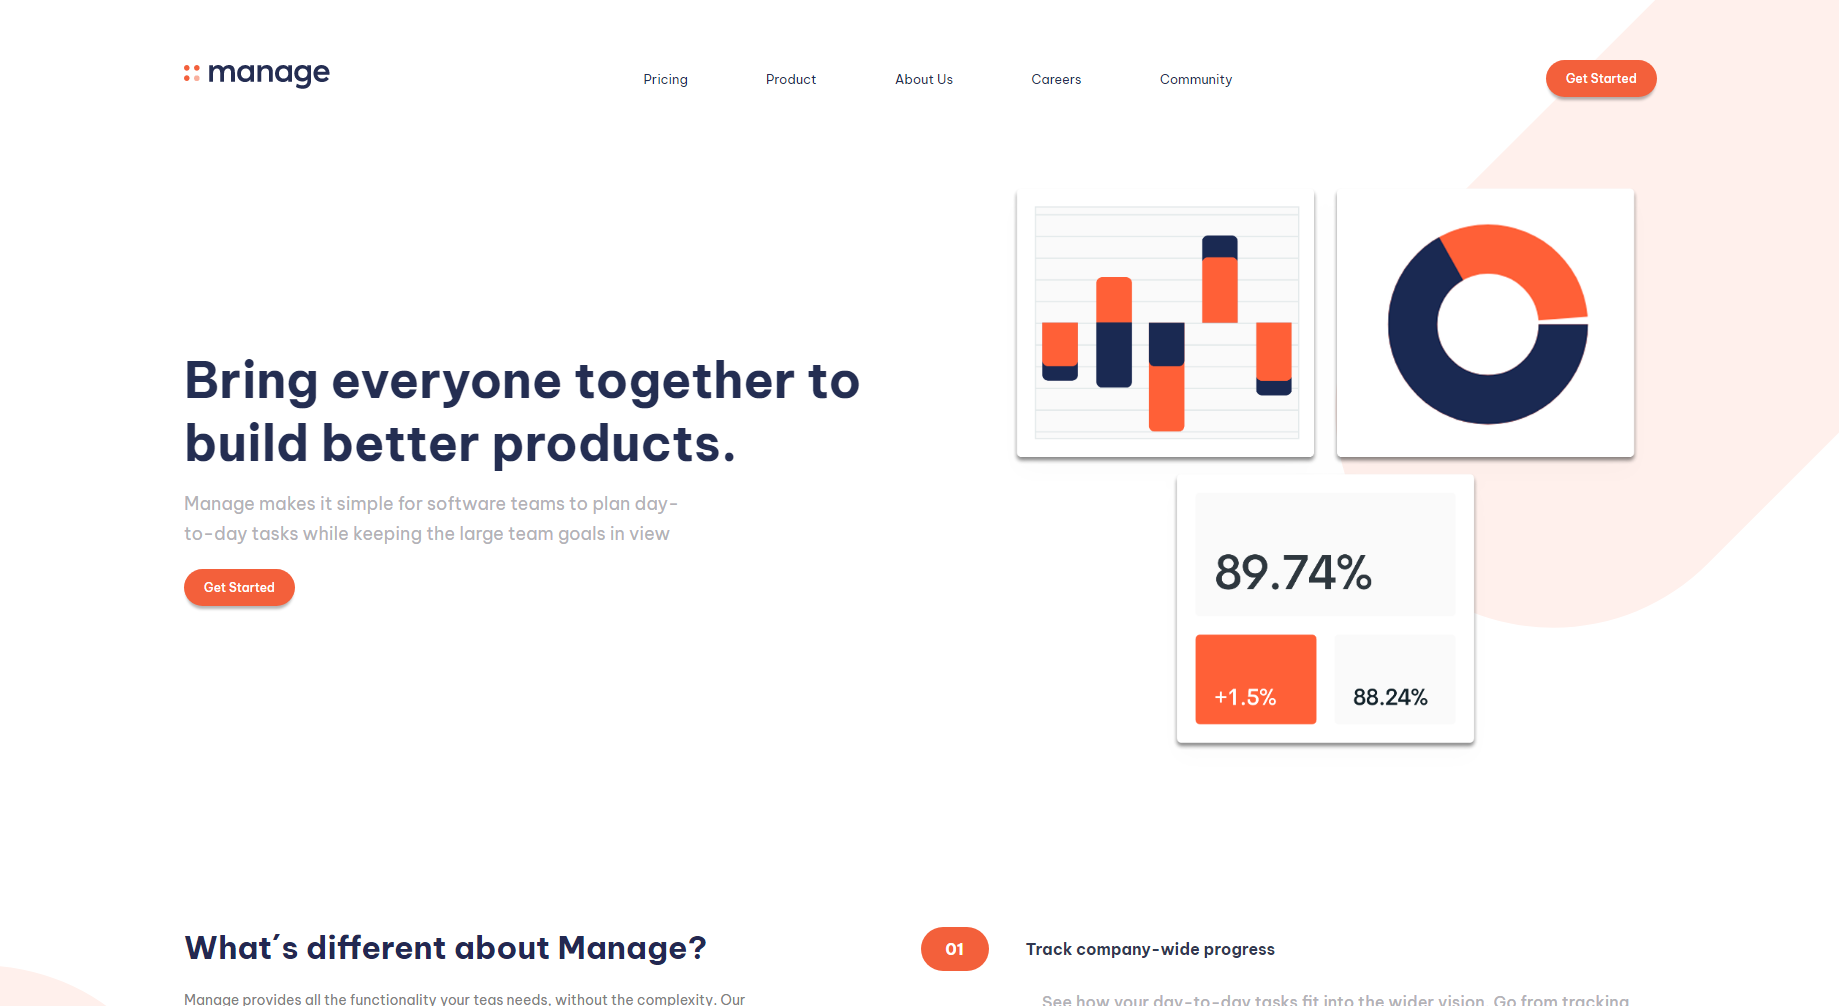 manage
Pricing
Product
About Us
Careers
Community
Get Started
Bring everyone together to
build better products.
Manage makes it simple for software teams to plan day-
to-day tasks while keeping the large team goals in view
Get Started
89.74%
+1.5%
88.24%
What´s different about Manage?
Manage provides all the functionality your teas needs, without the complexity. Our
01
Track company-wide progress
See how your day-to-day tasks fit into the wider vision. Go from tracking